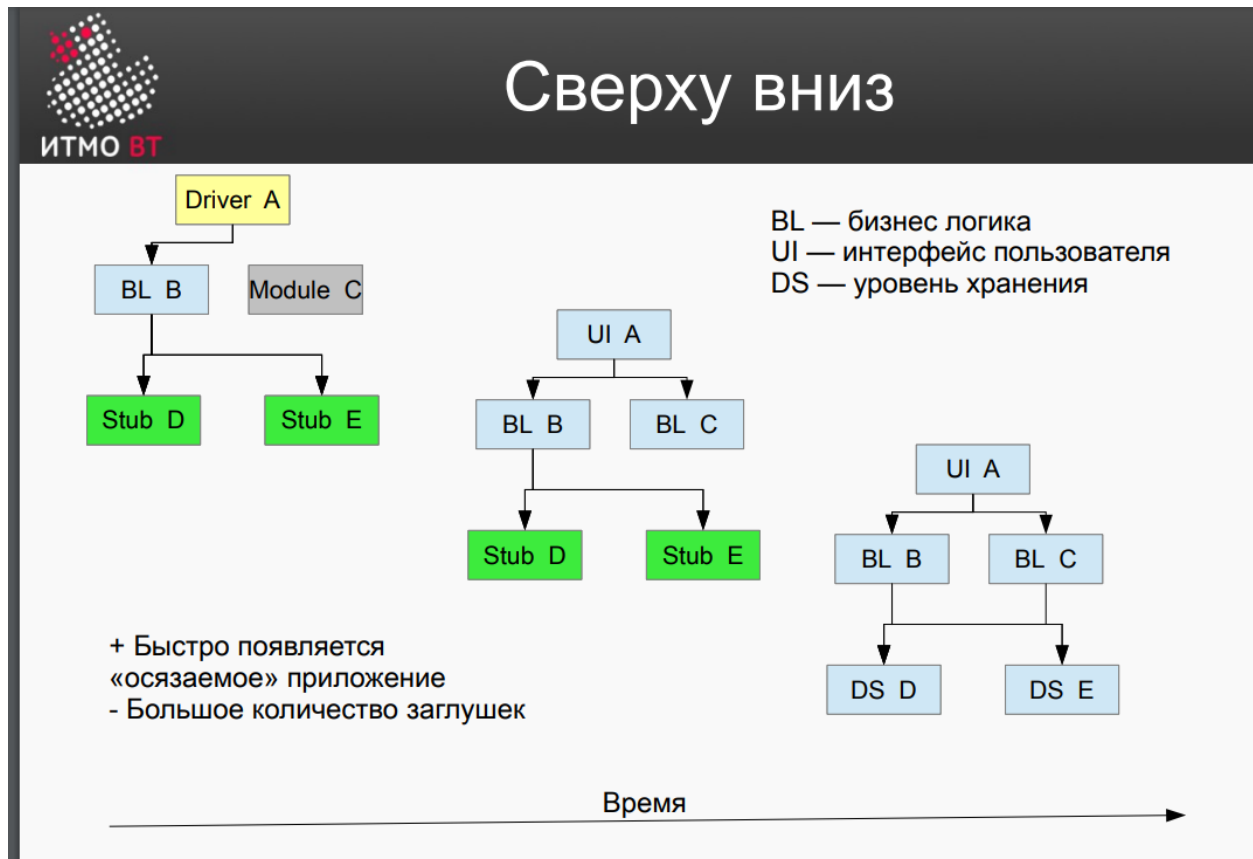 ИТМО ВТ
Сверху вниз
Driver A
BL B
Module C
Stub D
Stub E
BL — бизнес логика
UI — интерфейс пользователя
DS — уровень хранения
UI A
BL B
BL C
Stub D
Stub E
UI A
BL B
BL C
DS D
DS E
+ Быстро появляется
«осязаемое» приложение
- Большое количество заглушек
Время